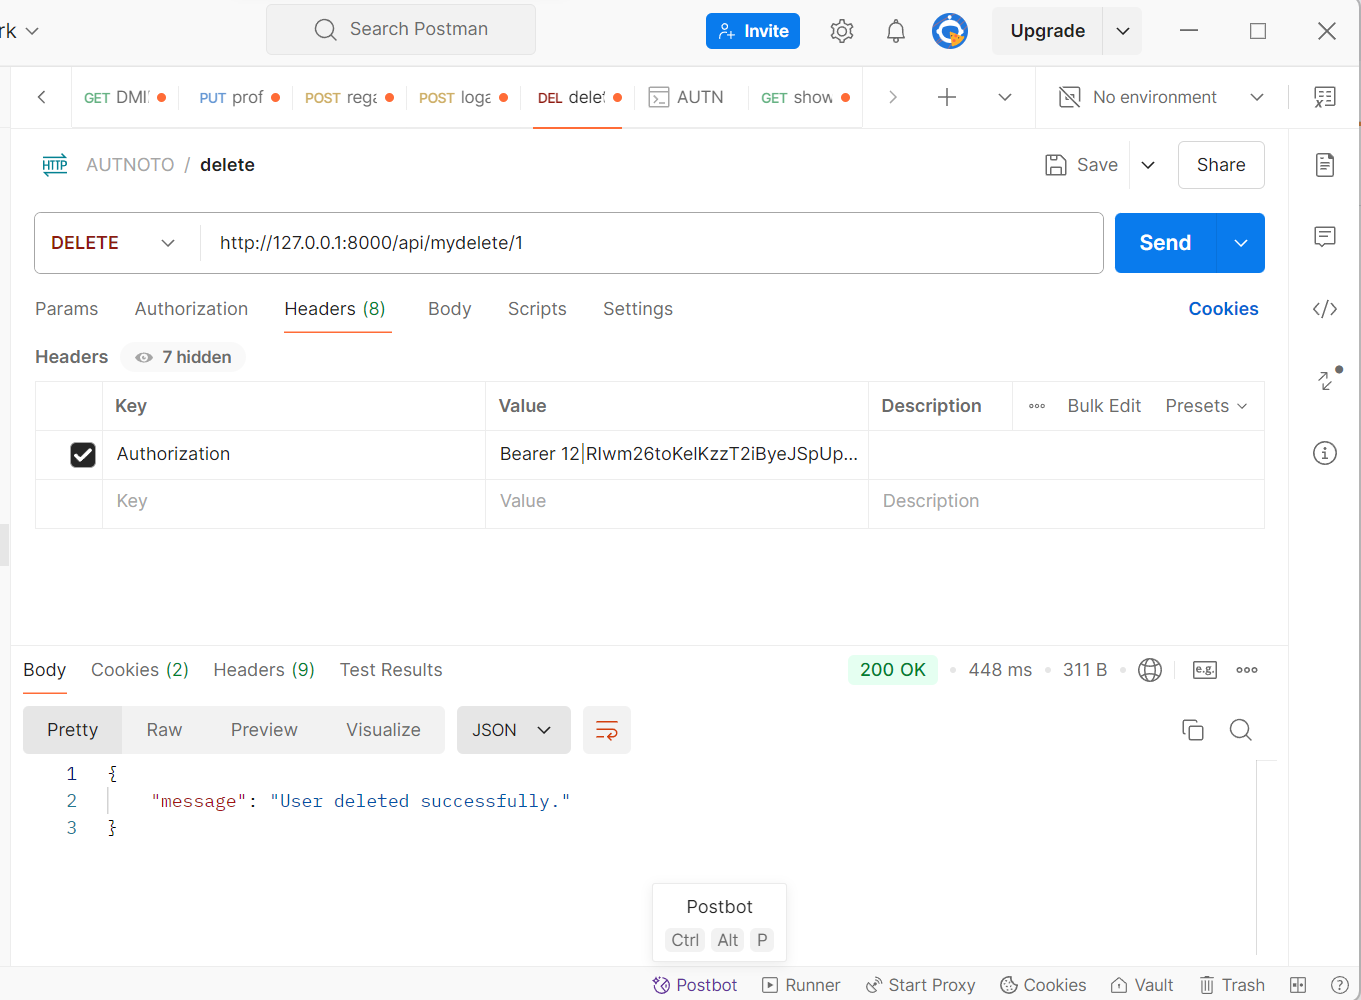 rk
Search Postman
Invite
Upgrade
GET DMI
PUT prof
POST rega
POST loga
DEL delet
AUTN
GET show
No environment
HTTP AUTNOTO / delete
Save
Share
DELETE
http://127.0.0.1:8000/api/mydelete/1
Send
Params Authorization Headers (8) Body Scripts Settings Cookies
Headers 7 hidden
Key Value Description Bulk Edit Presets
Authorization Bearer 12|RIwm26toKelKzzT2iByeJSpUp...
Key Value Description
Body Cookies (2) Headers (9) Test Results 200 OK 448 ms 311 B e.g.
Pretty Raw Preview Visualize JSON
1 {
2 "message": "User deleted successfully."
3 }
Postbot
Ctrl Alt P
Postbot Runner Start Proxy Cookies Vault Trash